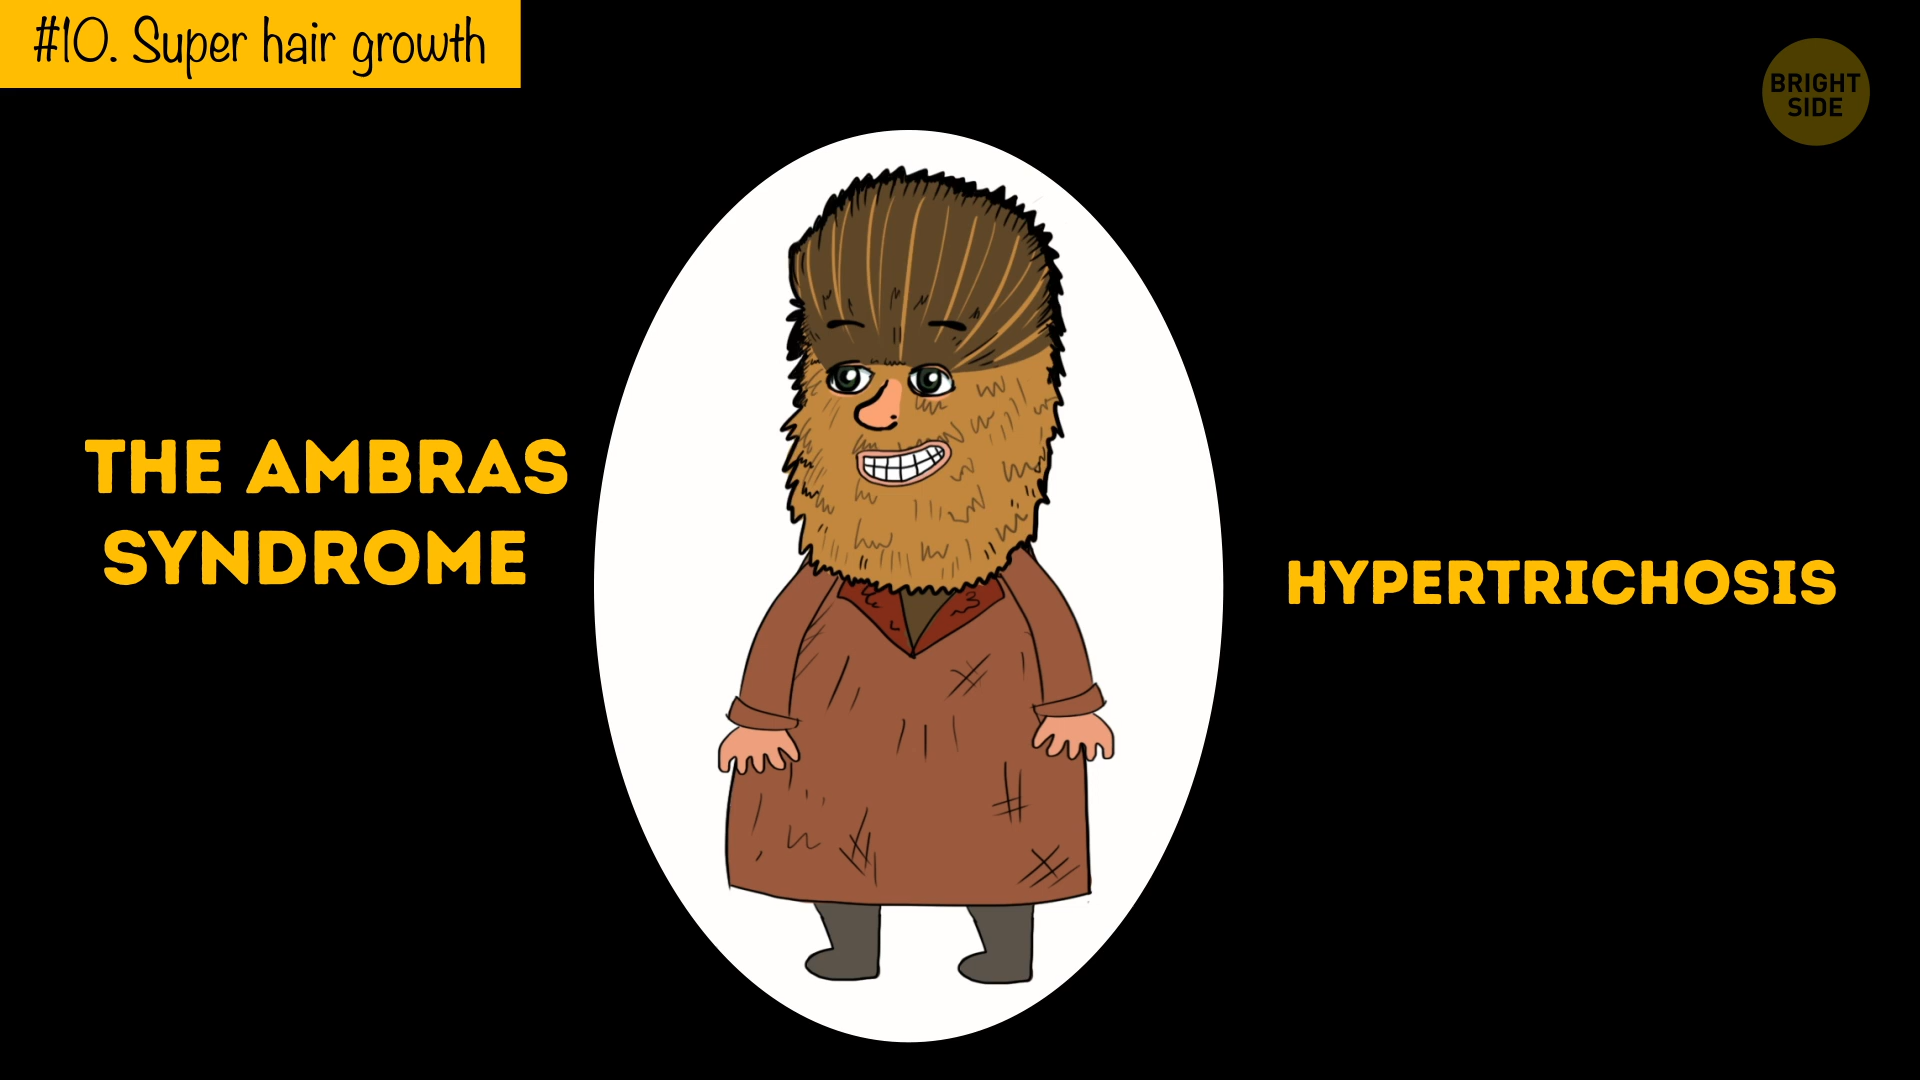 #10. Super hair growth
BRIGHT
SIDE
THE AMBRAS
SYNDROME
HYPERTRICHOSIS